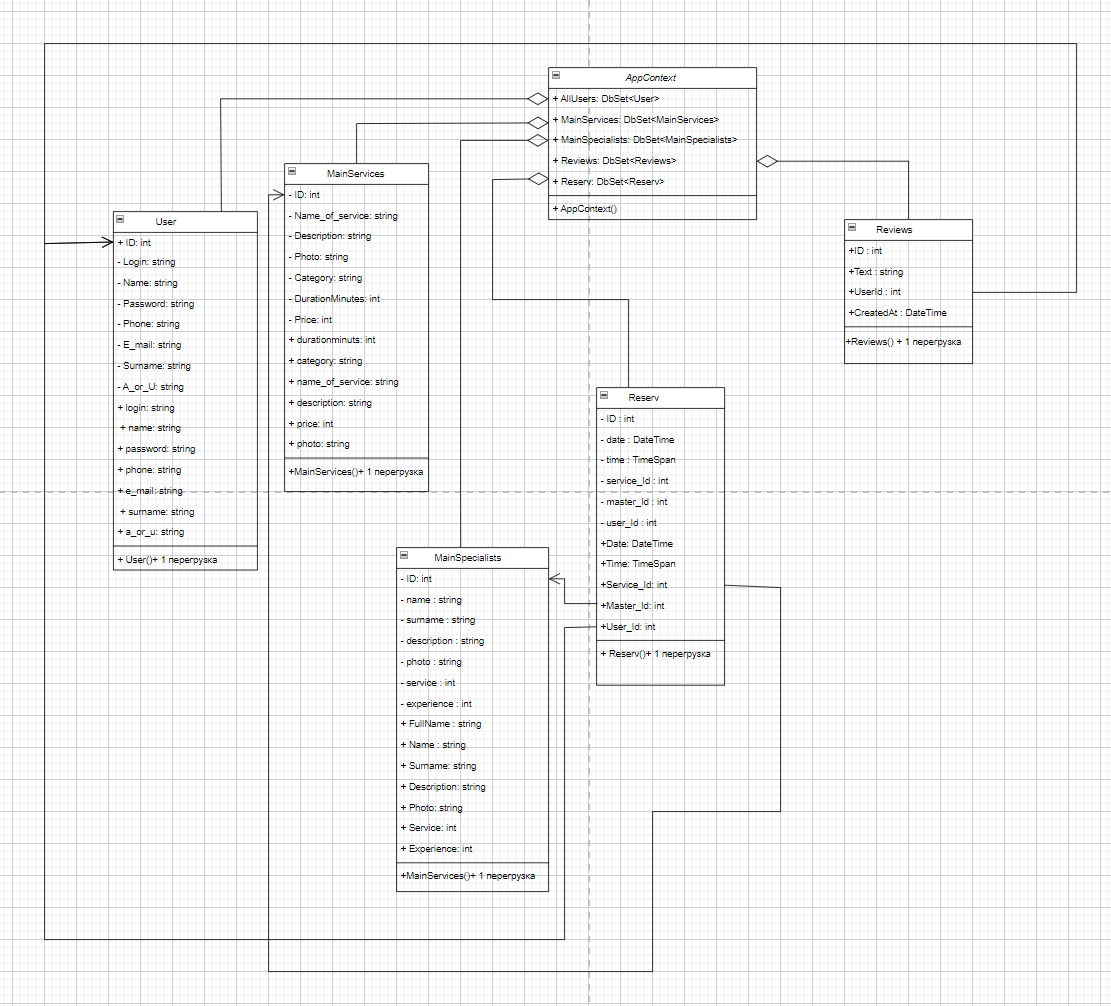 AppContext
+ AllUsers: DbSet<User>
+ MainServices: DbSet<MainServices>
+ MainSpecialists: DbSet<MainSpecialists>
+ Reviews: DbSet<Reviews>
+ Reserv: DbSet<Reserv>
+ AppContext()
MainServices
- ID: int
- Name_of_service: string
- Description: string
- Photo: string
- Category: string
- DurationMinutes: int
- Price: int
+ durationminuts: int
+ category: string
+ name_of_service: string
+ description: string
+ price: int
+ photo: string
+MainServices()+ 1 перегрузка
User
+ ID: int
- Login: string
- Name: string
- Password: string
- Phone: string
- E_mail: string
- Surname: string
- A_or_U: string
+ login: string
+ name: string
+ password: string
+ phone: string
+ e_mail: string
+ surname: string
+ a_or_u: string
+ User()+ 1 перегрузка
Reviews
+ID : int
+Text : string
+UserId : int
+CreatedAt : DateTime
+Reviews() + 1 перегрузка
Reserv
- ID : int
- date : DateTime
- time : TimeSpan
- service_Id : int
- master_Id : int
- user_Id : int
+Date: DateTime
+Time: TimeSpan
+Service_Id: int
+Master_Id: int
+User_Id: int
+ Reserv()+ 1 перегрузка
MainSpecialists
- ID: int
- name : string
- surname : string
- description : string
- photo : string
- service : int
- experience : int
+ FullName : string
+ Name : string
+ Surname: string
+ Description: string
+ Photo: string
+ Service: int
+ Experience: int
+MainServices()+ 1 перегрузка